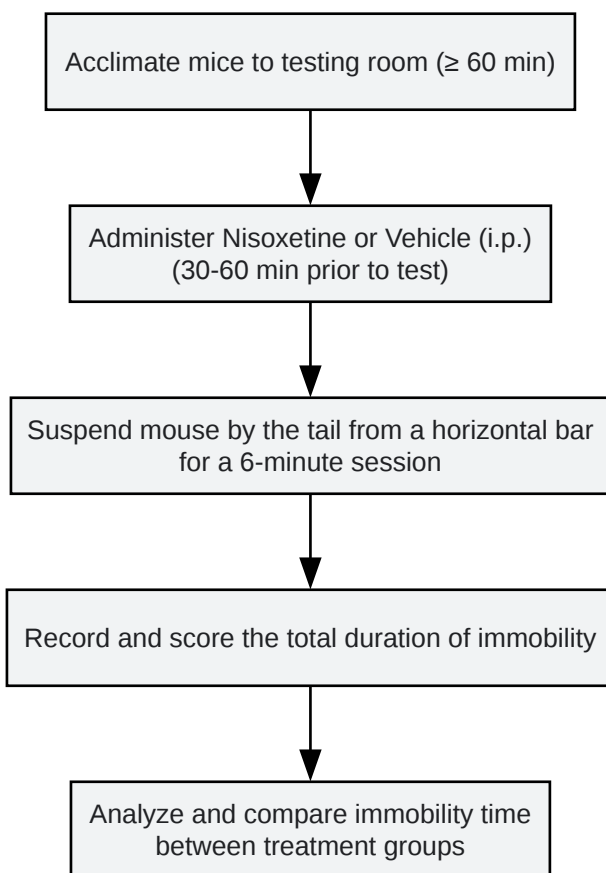 Acclimate mice to testing room (≥ 60 min)
Administer Nisoxetine or Vehicle (i.p.)
(30-60 min prior to test)
Suspend mouse by the tail from a horizontal bar
for a 6-minute session
Record and score the total duration of immobility
Analyze and compare immobility time
between treatment groups